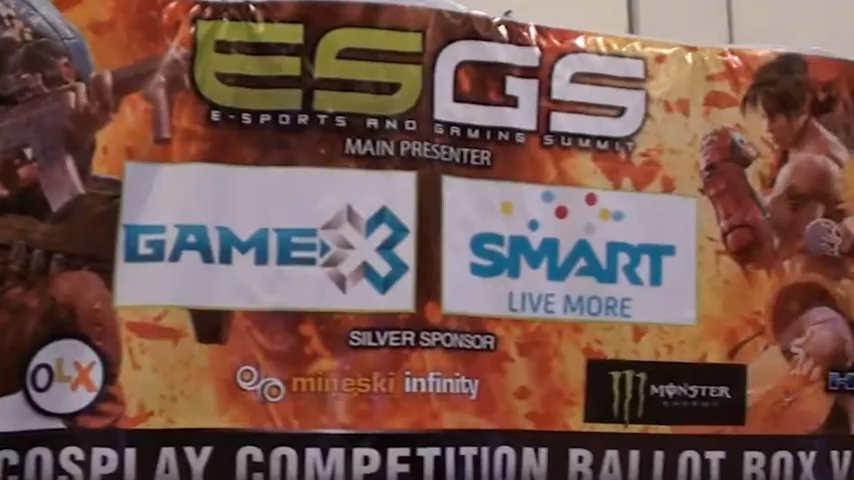 ESGS
E-SPORTS AND GAMING SUMMIT
MAIN PRESENTER
GAMEX
SMART
LIVE MORE
SILVER SPONSOR
OLX
mineski infinity
MONSTER
ENERGY
COSPLAY COMPETITION BALLOT BOX